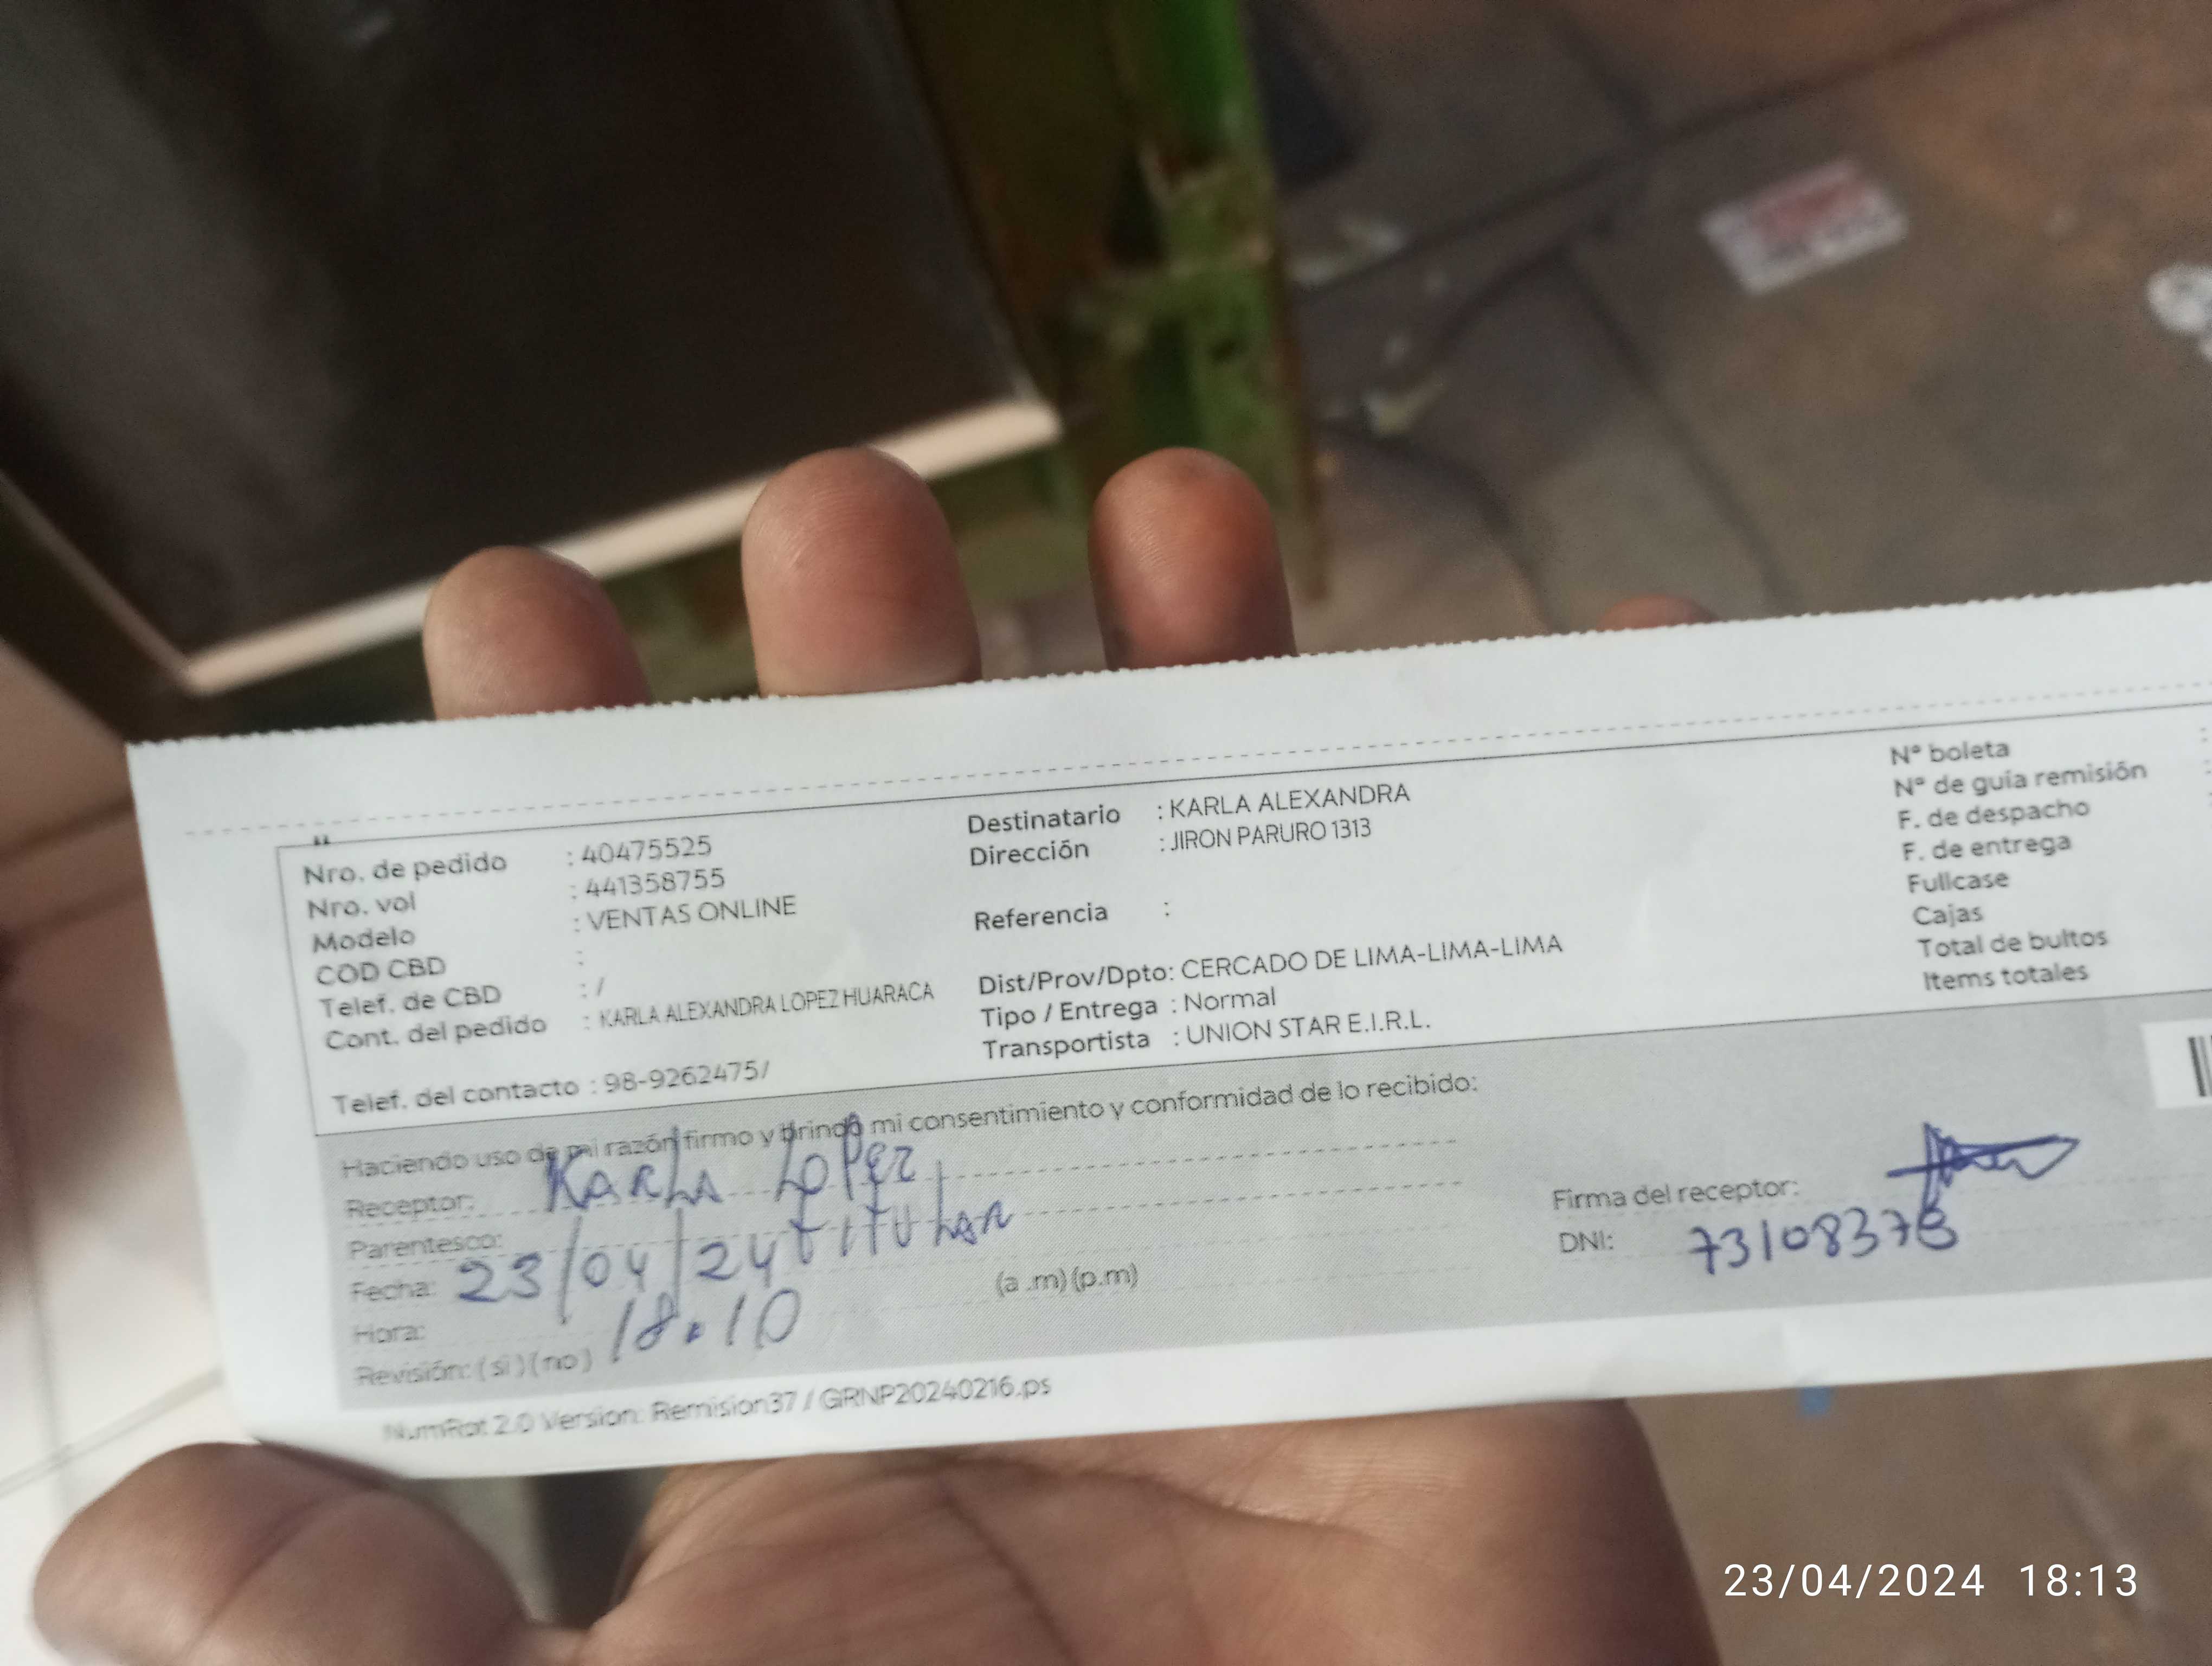 Nro. de pedido : 40475525
Nro. vol : 441358755
Modelo : VENTAS ONLINE
COD CBD :
Telef. de CBD : /
Cont. del pedido : KARLA ALEXANDRA LOPEZ HUARACA
Telef. del contacto : 98-9262475/
Destinatario : KARLA ALEXANDRA
Dirección : JIRON PARURO 1313
Referencia :
Dist/Prov/Dpto: CERCADO DE LIMA-LIMA-LIMA
Tipo / Entrega : Normal
Transportista : UNION STAR E.I.R.L.
N° boleta :
N° de guía remisión :
F. de despacho
F. de entrega
Fullcase
Cajas
Total de bultos
Items totales
Haciendo uso de mi razón firmo y brindo mi consentimiento y conformidad de lo recibido:
Receptor: Karla Lopez
Parentesco: titular
Fecha: 23/04/24
Hora: 18:10 (a .m) (p.m)
Revisión: (si) (no)
Firma del receptor:
DNI: 73108378
NumRot 2.0 Version: Remision37 / GRNP20240216.ps
23/04/2024 18:13